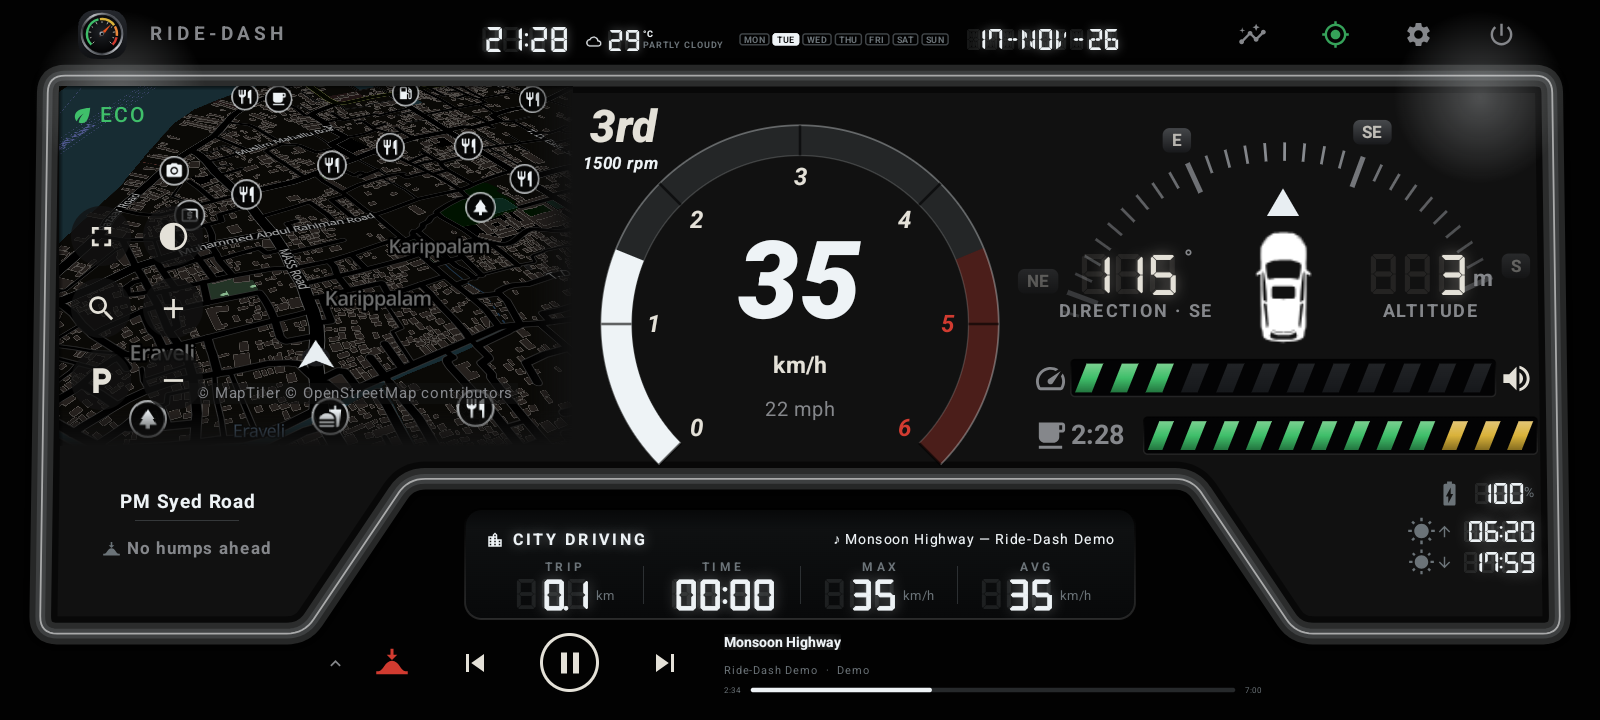 RIDE-DASH
21:28
29°C
PARTLY CLOUDY
MON TUE WED THU FRI SAT SUN
17-NOV-26
ECO
Muslim Mahallu Road
Muhammed Abdul Rahman Road
MASS Road
Karippalam
Karippalam
Eraveli
P
© MapTiler © OpenStreetMap contributors
Eraveli
3rd
1500 rpm
0
1
2
3
4
5
6
35
km/h
22 mph
NE
E
SE
S
115°
DIRECTION · SE
3m
ALTITUDE
2:28
PM Syed Road
No humps ahead
100%
06:20
17:59
CITY DRIVING
♪ Monsoon Highway — Ride-Dash Demo
TRIP
0.1 km
TIME
00:00
MAX
35 km/h
AVG
35 km/h
Monsoon Highway
Ride-Dash Demo · Demo
2:34
7:00